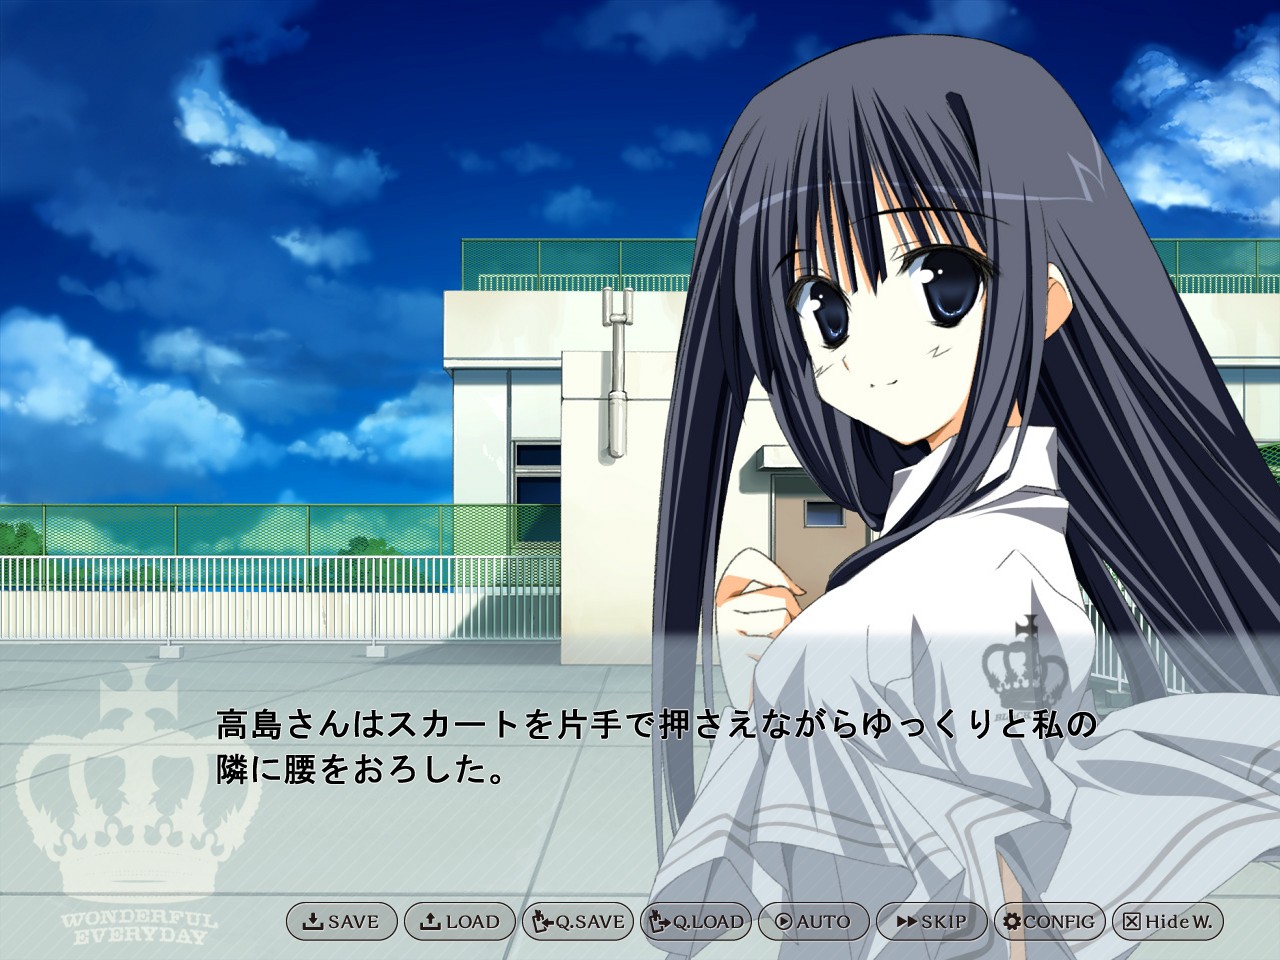 高島さんはスカートを片手で押さえながらゆっくりと私の
隣に腰をおろした。
WONDERFUL
EVERYDAY
SAVE
LOAD
Q.SAVE
Q.LOAD
AUTO
SKIP
CONFIG
Hide W.